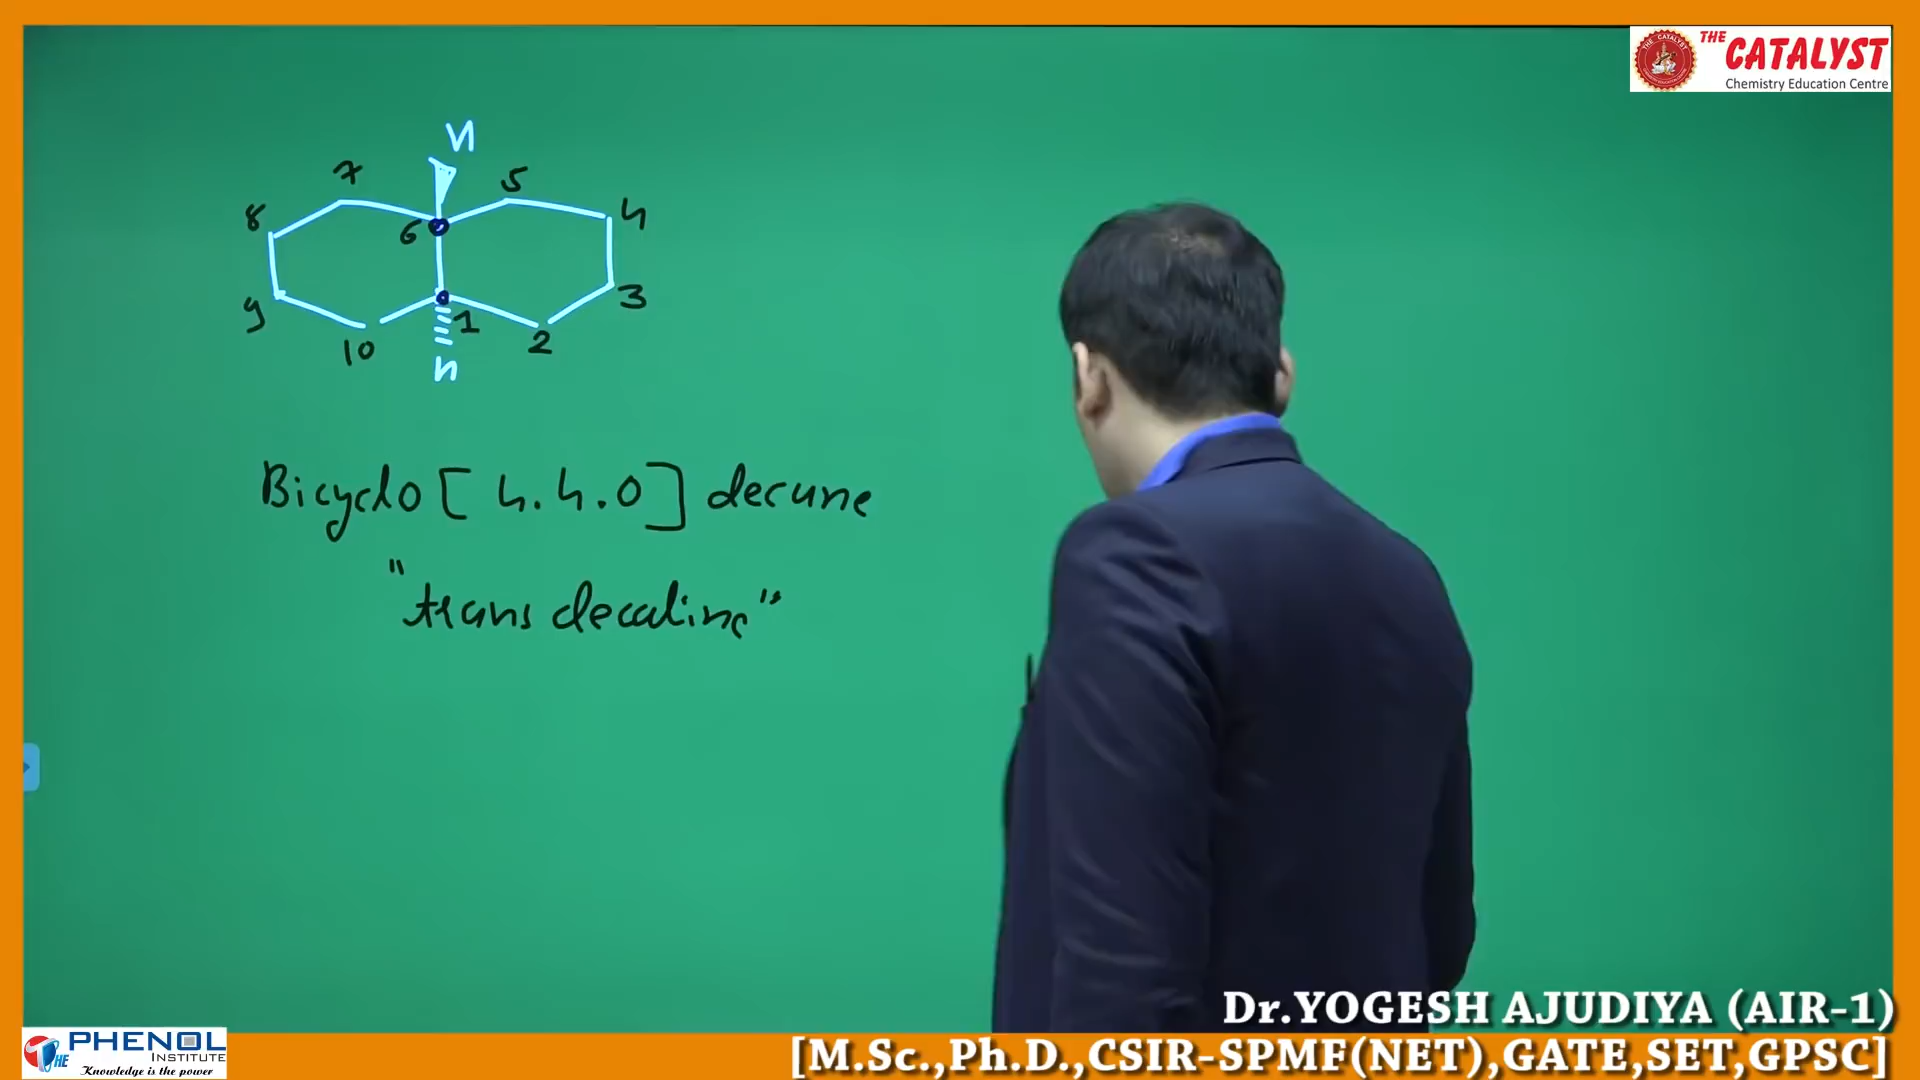 THE CATALYST
Chemistry Education Centre
H
7
5
8
6
4
9
1
3
10
2
H
Bicyclo [4.4.0] decane
"trans decaline"
Dr.YOGESH AJUDIYA (AIR-1)
[M.Sc.,Ph.D.,CSIR-SPMF(NET),GATE,SET,GPSC]
THE PHENOL
INSTITUTE
Knowledge is the power